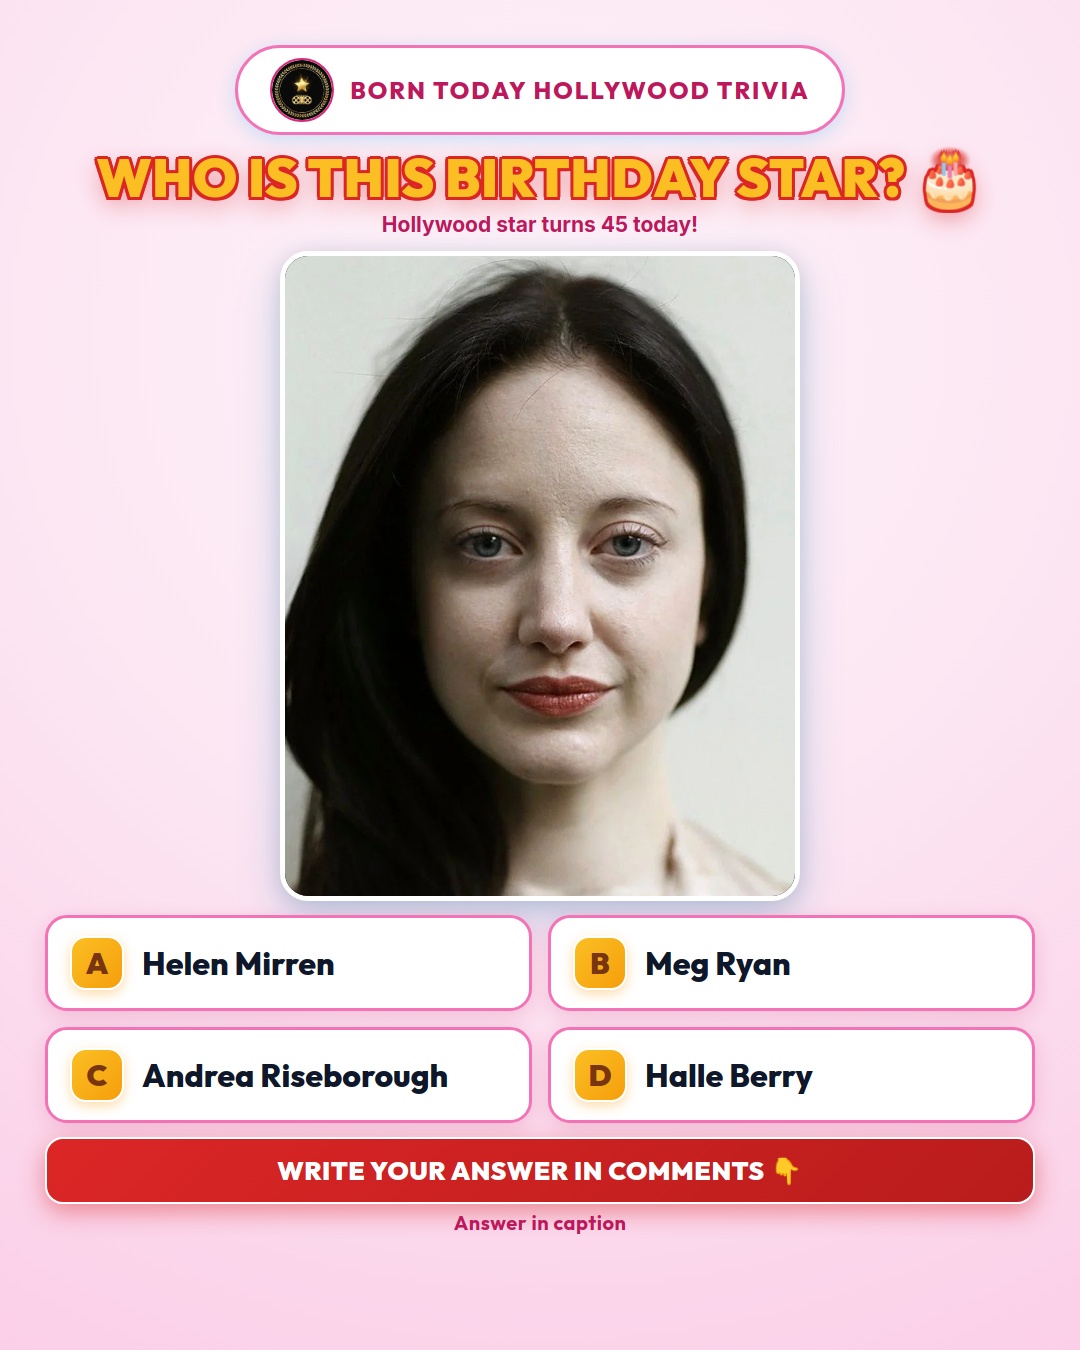 BORN TODAY HOLLYWOOD TRIVIA
WHO IS THIS BIRTHDAY STAR? 🎂
Hollywood star turns 45 today!
A Helen Mirren
B Meg Ryan
C Andrea Riseborough
D Halle Berry
WRITE YOUR ANSWER IN COMMENTS 👇
Answer in caption